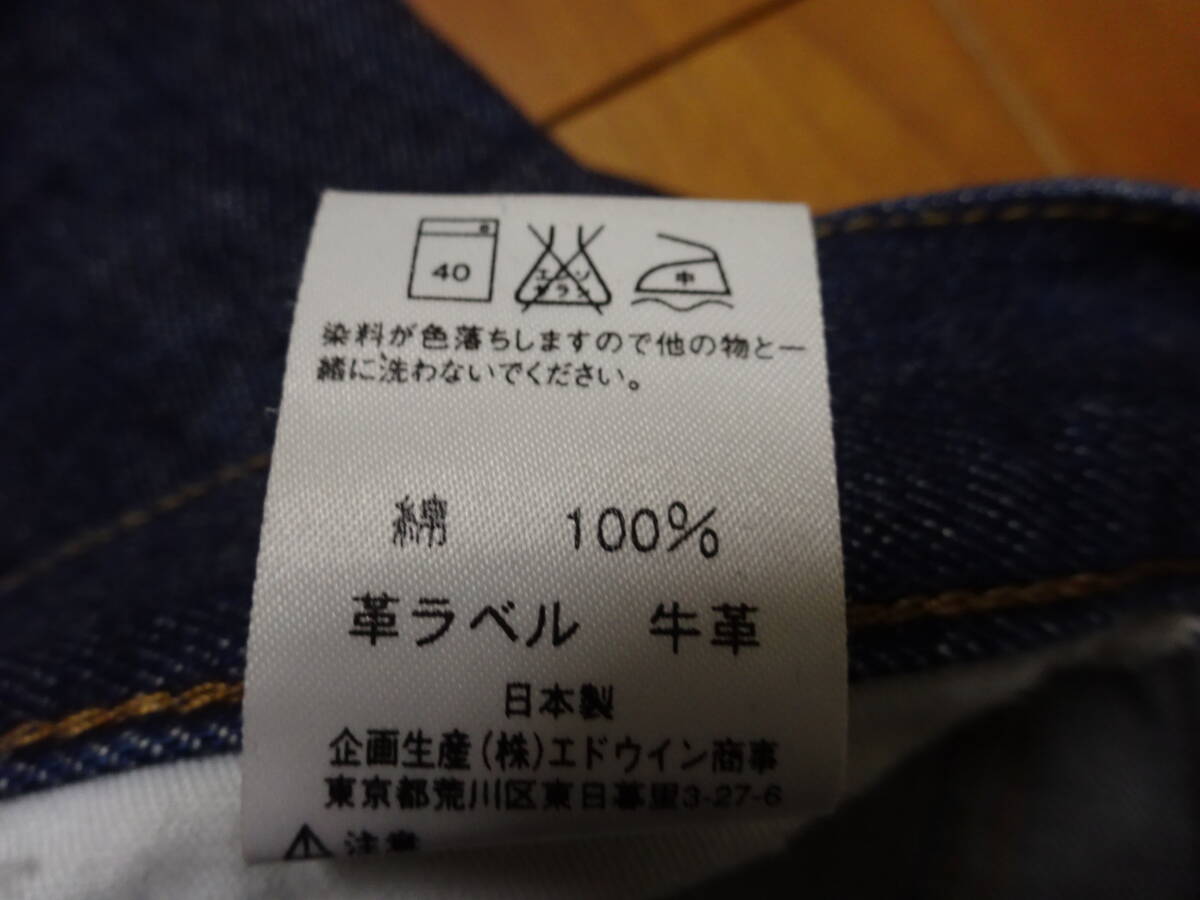 40
エンソ
サラシ
中
染料が色落ちしますので他の物と一
緒に洗わないでください。
綿 100%
革ラベル 牛革
日本製
企画生産(株)エドウイン商事
東京都荒川区東日暮里3-27-6
注意